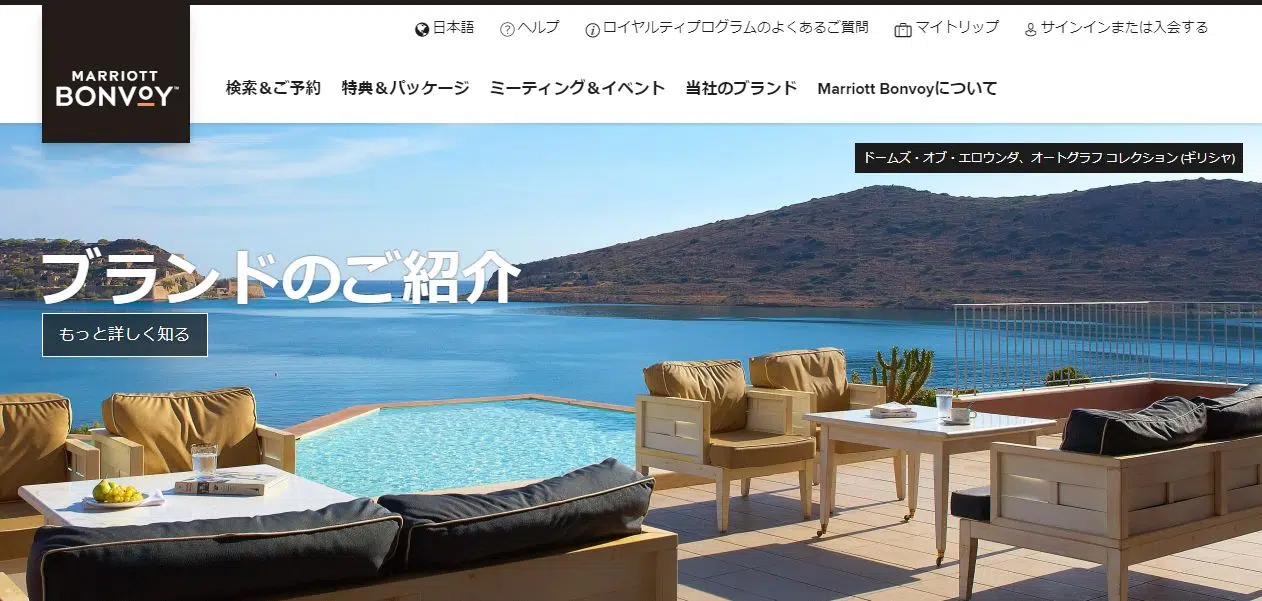 日本語 ヘルプ ロイヤルティプログラムのよくあるご質問 マイトリップ サインインまたは入会する
MARRIOTT
BONVOY™
検索&ご予約 特典&パッケージ ミーティング&イベント 当社のブランド Marriott Bonvoyについて
ドームズ・オブ・エロウンダ、オートグラフ コレクション (ギリシャ)
ブランドのご紹介
もっと詳しく知る